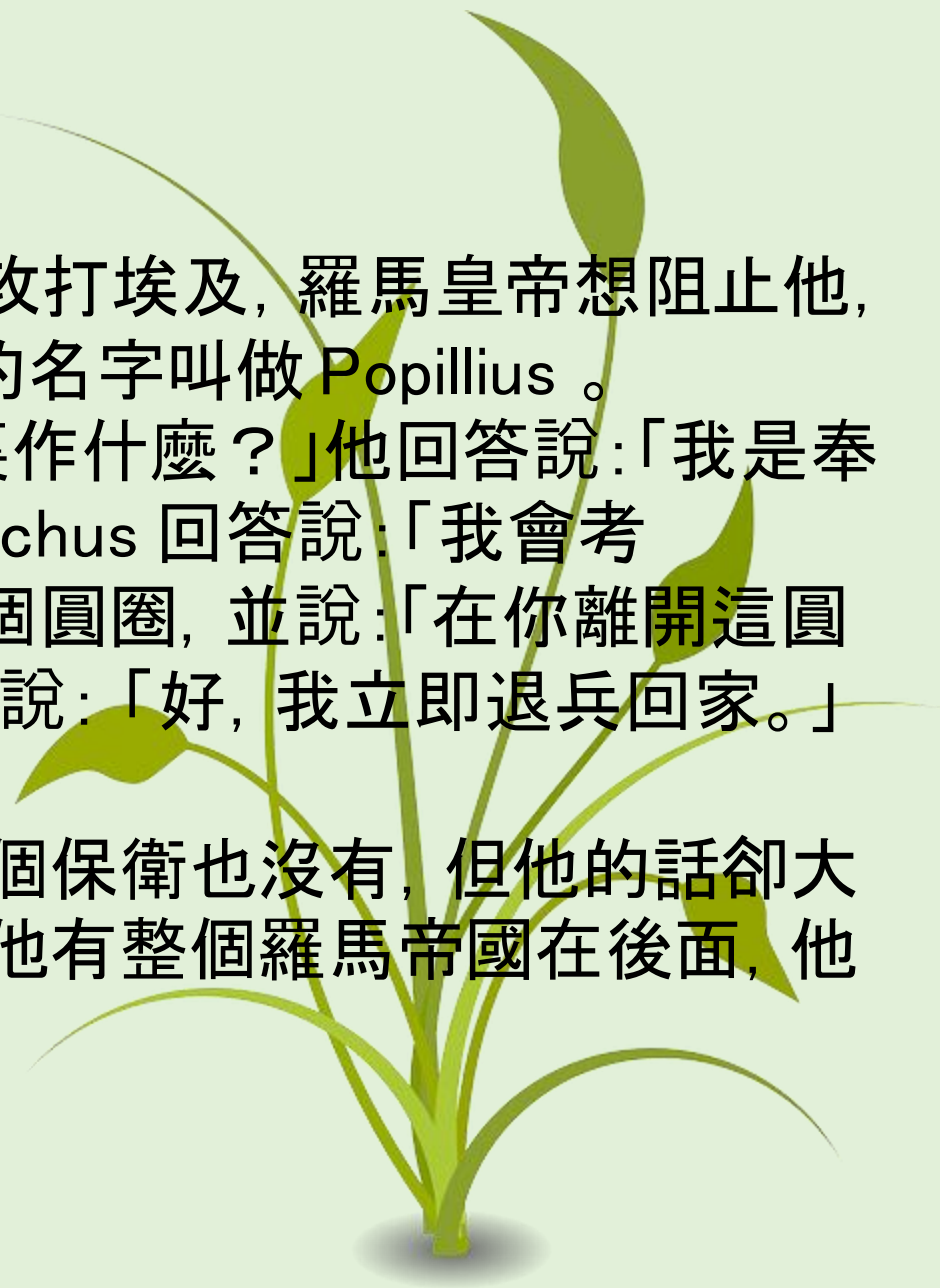 攻打埃及, 羅馬皇帝想阻止他,
的名字叫做 Popillius 。
作什麼？」他回答說:「我是奉
chus 回答說:「我會考
個圓圈, 並說:「在你離開這圓
說:「好, 我立即退兵回家。」
個保衛也沒有, 但他的話卻大
他有整個羅馬帝國在後面, 他